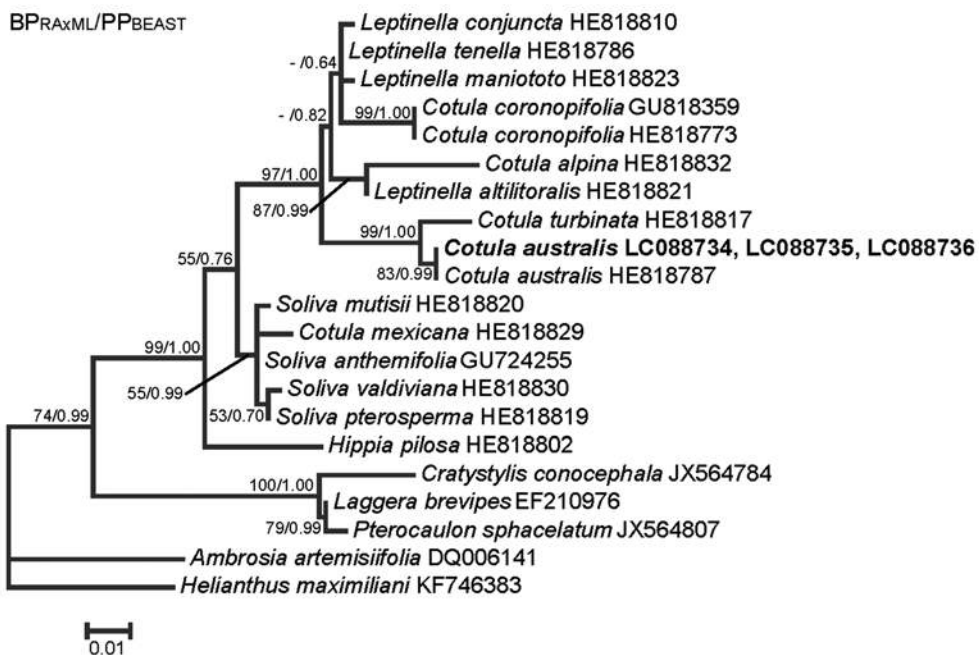 BPRAxML/PPBEAST
Leptinella conjuncta HE818810
- /0.64
Leptinella tenella HE818786
Leptinella maniototo HE818823
- /0.82
99/1.00
Cotula coronopifolia GU818359
Cotula coronopifolia HE818773
Cotula alpina HE818832
97/1.00
Leptinella altilitoralis HE818821
87/0.99
Cotula turbinata HE818817
99/1.00
Cotula australis LC088734, LC088735, LC088736
55/0.76
83/0.99
Cotula australis HE818787
Soliva mutisii HE818820
Cotula mexicana HE818829
99/1.00
Soliva anthemifolia GU724255
55/0.99
Soliva valdiviana HE818830
74/0.99
53/0.70
Soliva pterosperma HE818819
Hippia pilosa HE818802
Cratystylis conocephala JX564784
100/1.00
Laggera brevipes EF210976
79/0.99
Pterocaulon sphacelatum JX564807
Ambrosia artemisiifolia DQ006141
Helianthus maximiliani KF746383
0.01